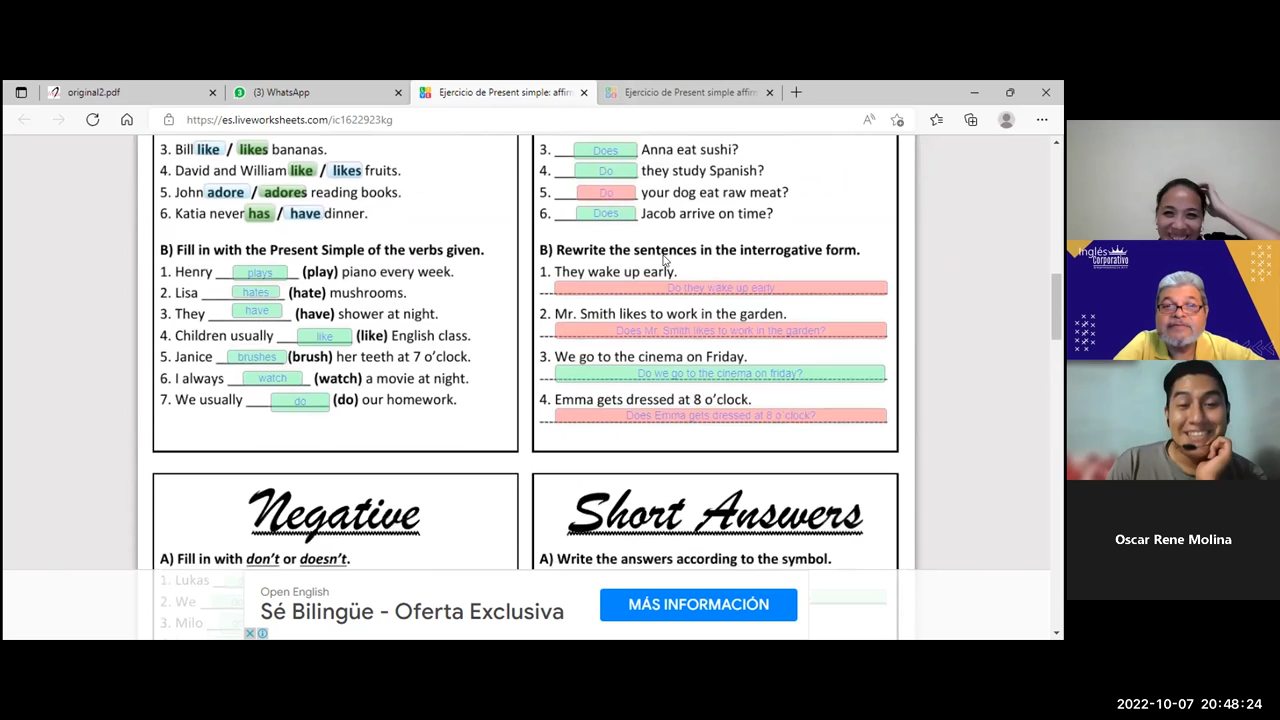 original2.pdf
(3) WhatsApp
Ejercicio de Present simple: affirm
Ejercicio de Present simple affirm
https://es.liveworksheets.com/ic1622923kg
3. Bill like / likes bananas.
4. David and William like / likes fruits.
5. John adore / adores reading books.
6. Katia never has / have dinner.
B) Fill in with the Present Simple of the verbs given.
1. Henry plays (play) piano every week.
2. Lisa hates (hate) mushrooms.
3. They have (have) shower at night.
4. Children usually like (like) English class.
5. Janice brushes (brush) her teeth at 7 o’clock.
6. I always watch (watch) a movie at night.
7. We usually do (do) our homework.
3. Does Anna eat sushi?
4. Do they study Spanish?
5. Do your dog eat raw meat?
6. Does Jacob arrive on time?
B) Rewrite the sentences in the interrogative form.
1. They wake up early.
Do they wake up early
2. Mr. Smith likes to work in the garden.
Does Mr. Smith likes to work in the garden?
3. We go to the cinema on Friday.
Do we go to the cinema on friday?
4. Emma gets dressed at 8 o’clock.
Does Emma gets dressed at 8 o´clock?
Negative
A) Fill in with don’t or doesn’t.
1. Lukas
2. We
3. Milo
Short Answers
A) Write the answers according to the symbol.
Open English
Sé Bilingüe - Oferta Exclusiva
MÁS INFORMACIÓN
Inglés
Corporativo
Oscar Rene Molina
2022-10-07 20:48:24